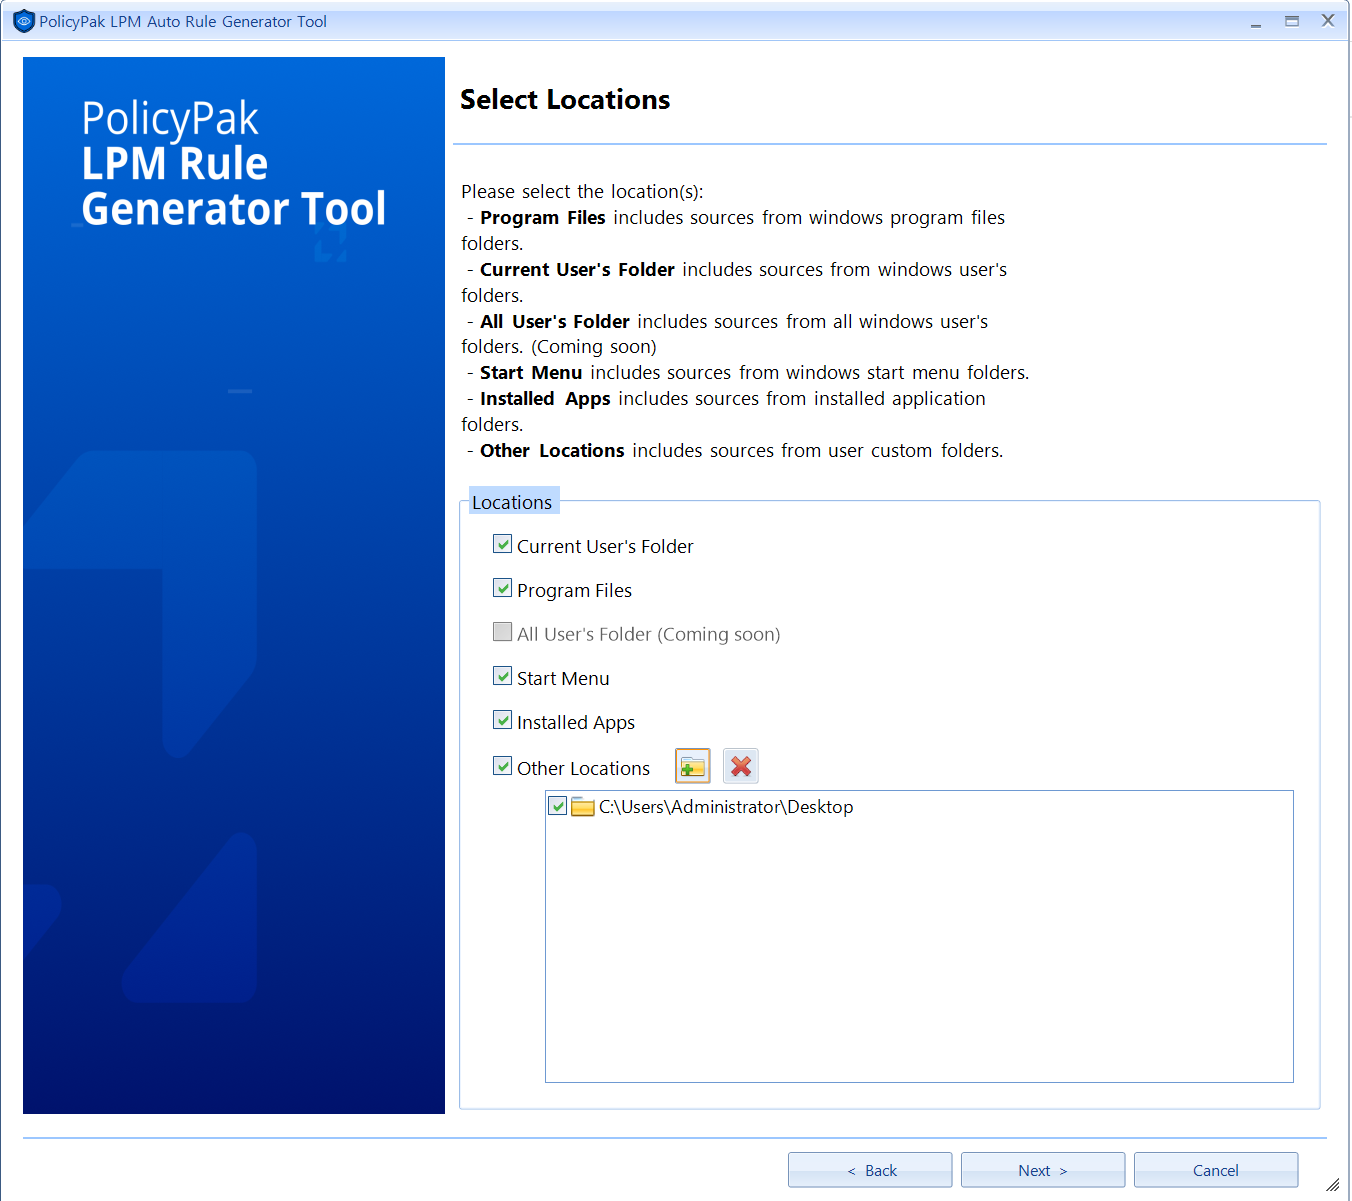 PolicyPak LPM Auto Rule Generator Tool
PolicyPak
LPM Rule
Generator Tool
Select Locations
Please select the location(s):
- Program Files includes sources from windows program files
folders.
- Current User's Folder includes sources from windows user's
folders.
- All User's Folder includes sources from all windows user's
folders. (Coming soon)
- Start Menu includes sources from windows start menu folders.
- Installed Apps includes sources from installed application
folders.
- Other Locations includes sources from user custom folders.
Locations
Current User's Folder
Program Files
All User's Folder (Coming soon)
Start Menu
Installed Apps
Other Locations
C:\Users\Administrator\Desktop
< Back
Next >
Cancel